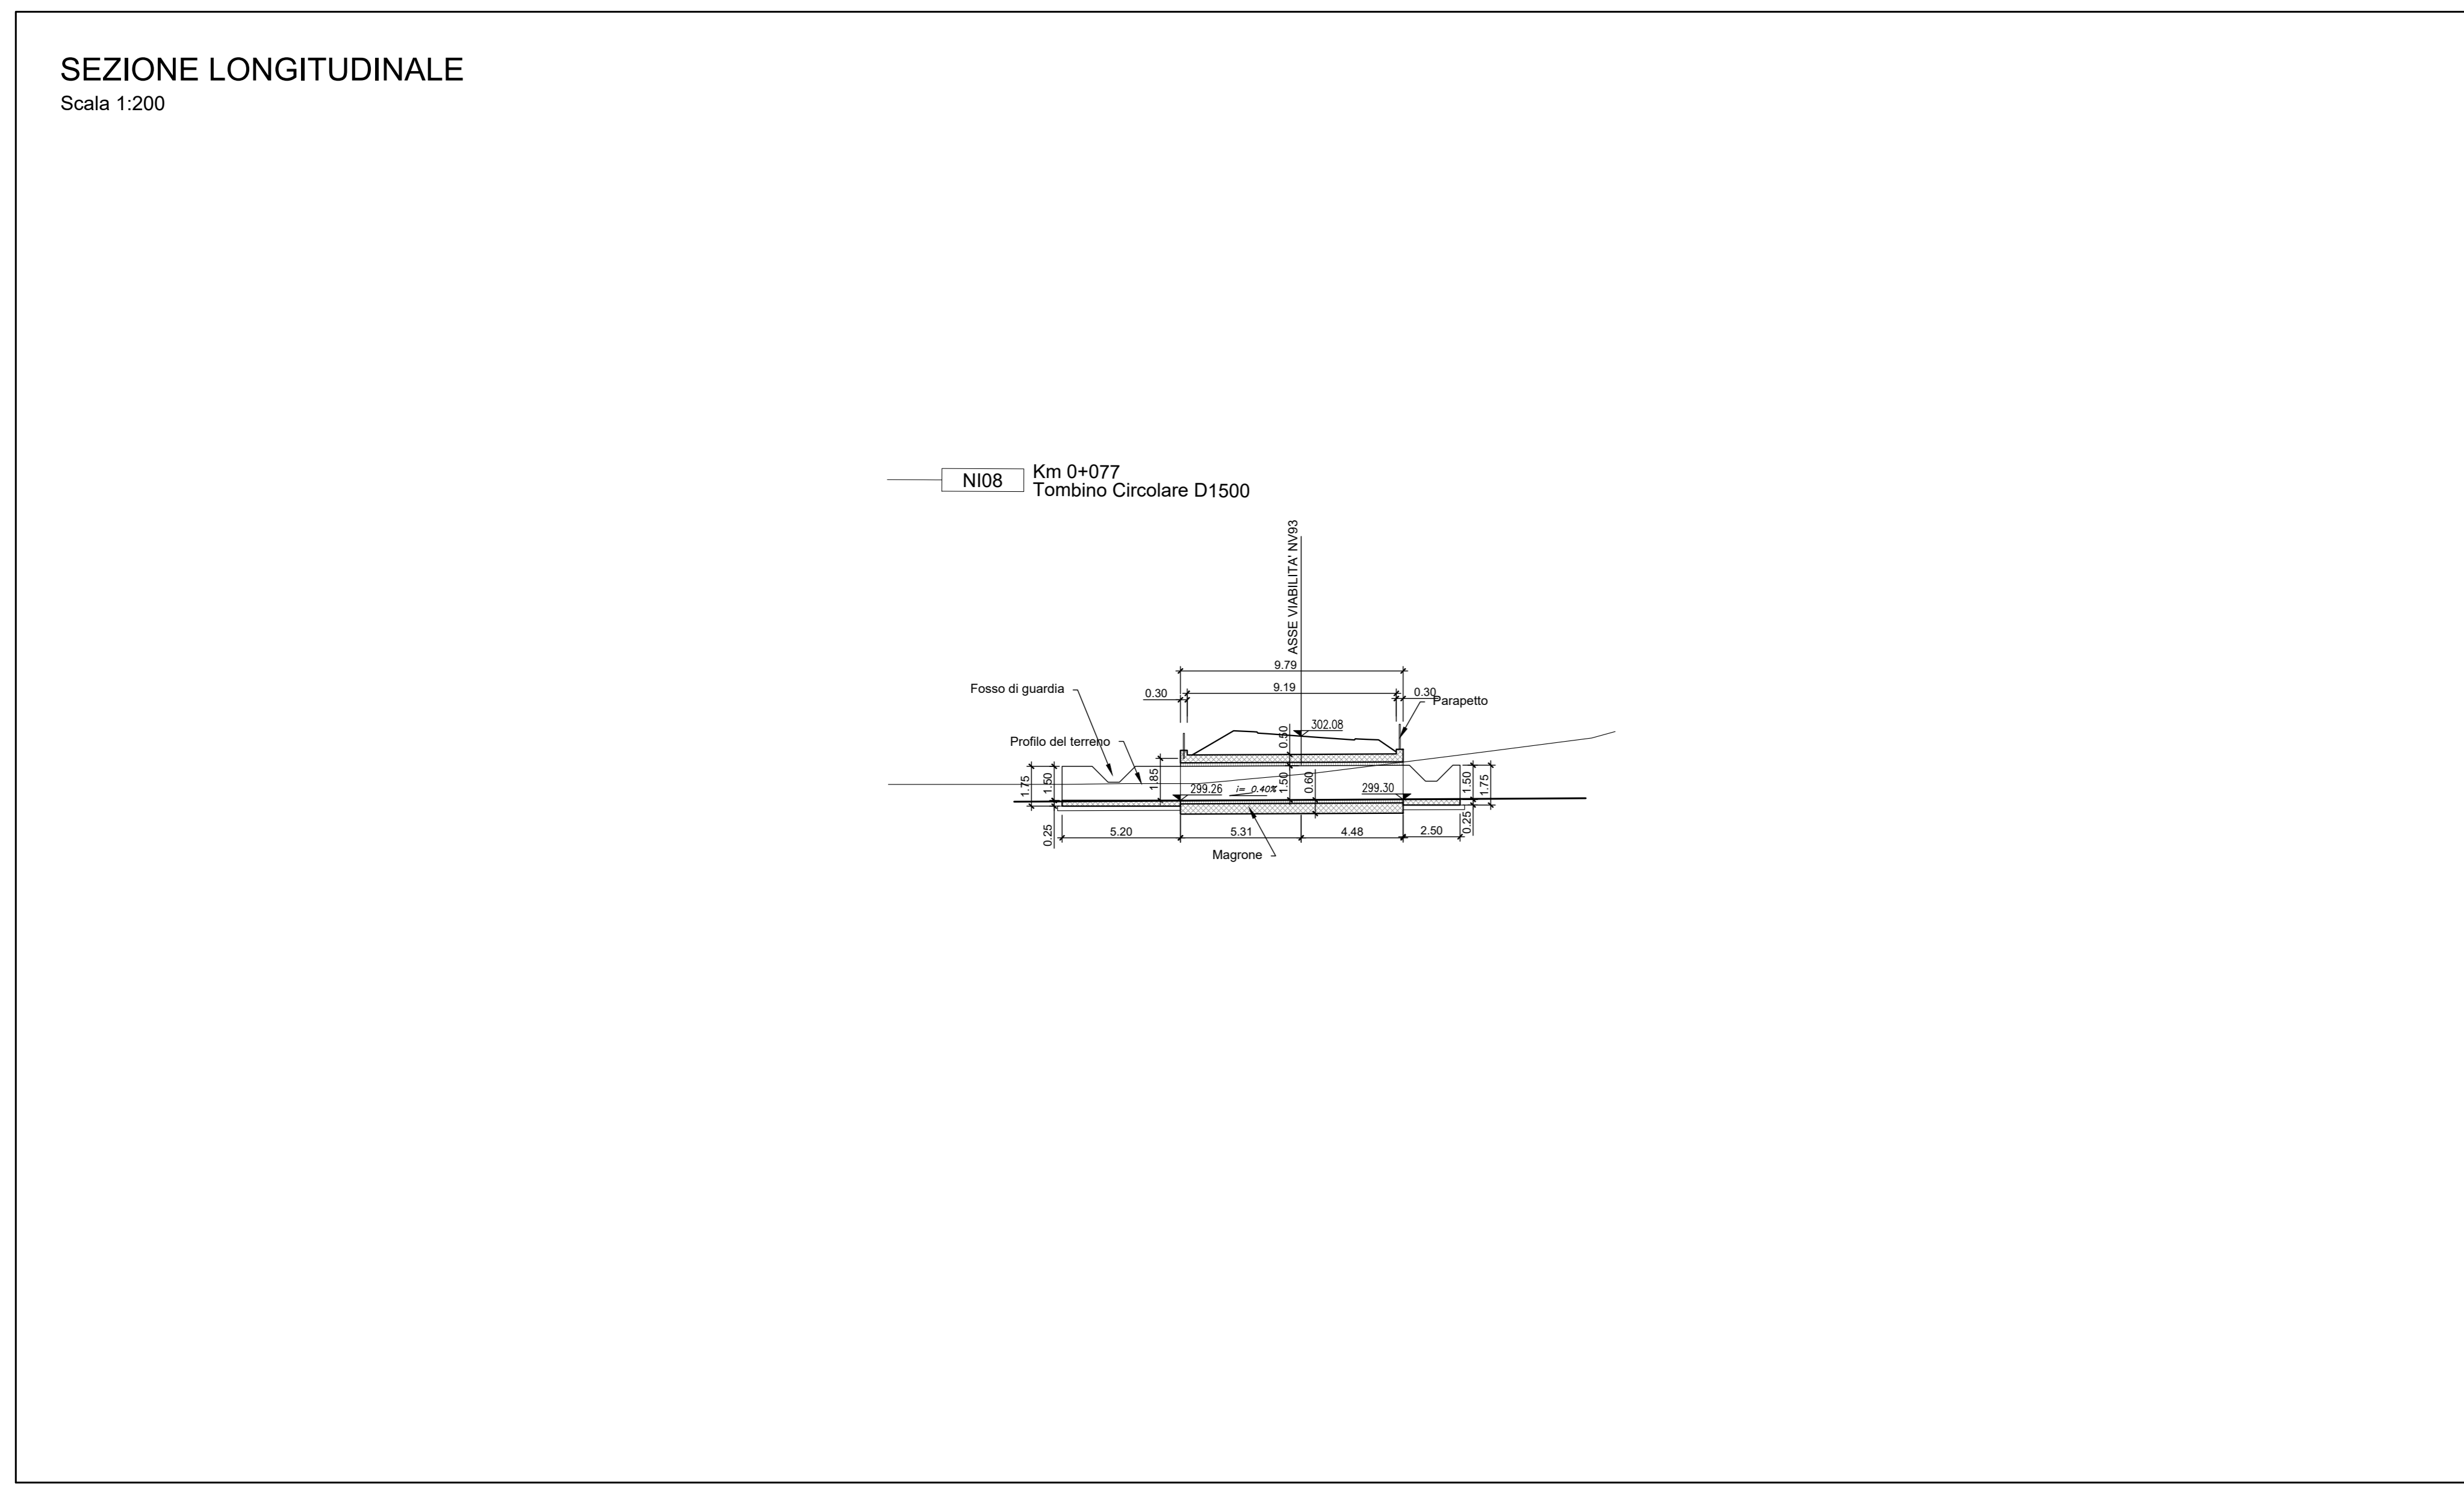 SEZIONE LONGITUDINALE
Scala 1:200
NI08
Km 0+077
Tombino Circolare D1500
ASSE VIABILITA' NV93
9.79
9.19
0.30
0.30
Fosso di guardia
Parapetto
302.08
0.50
Profilo del terreno
1.75
1.50
1.85
299.26
i= 0.40%
1.50
0.60
299.30
1.50
1.75
0.25
5.20
5.31
4.48
2.50
0.25
Magrone